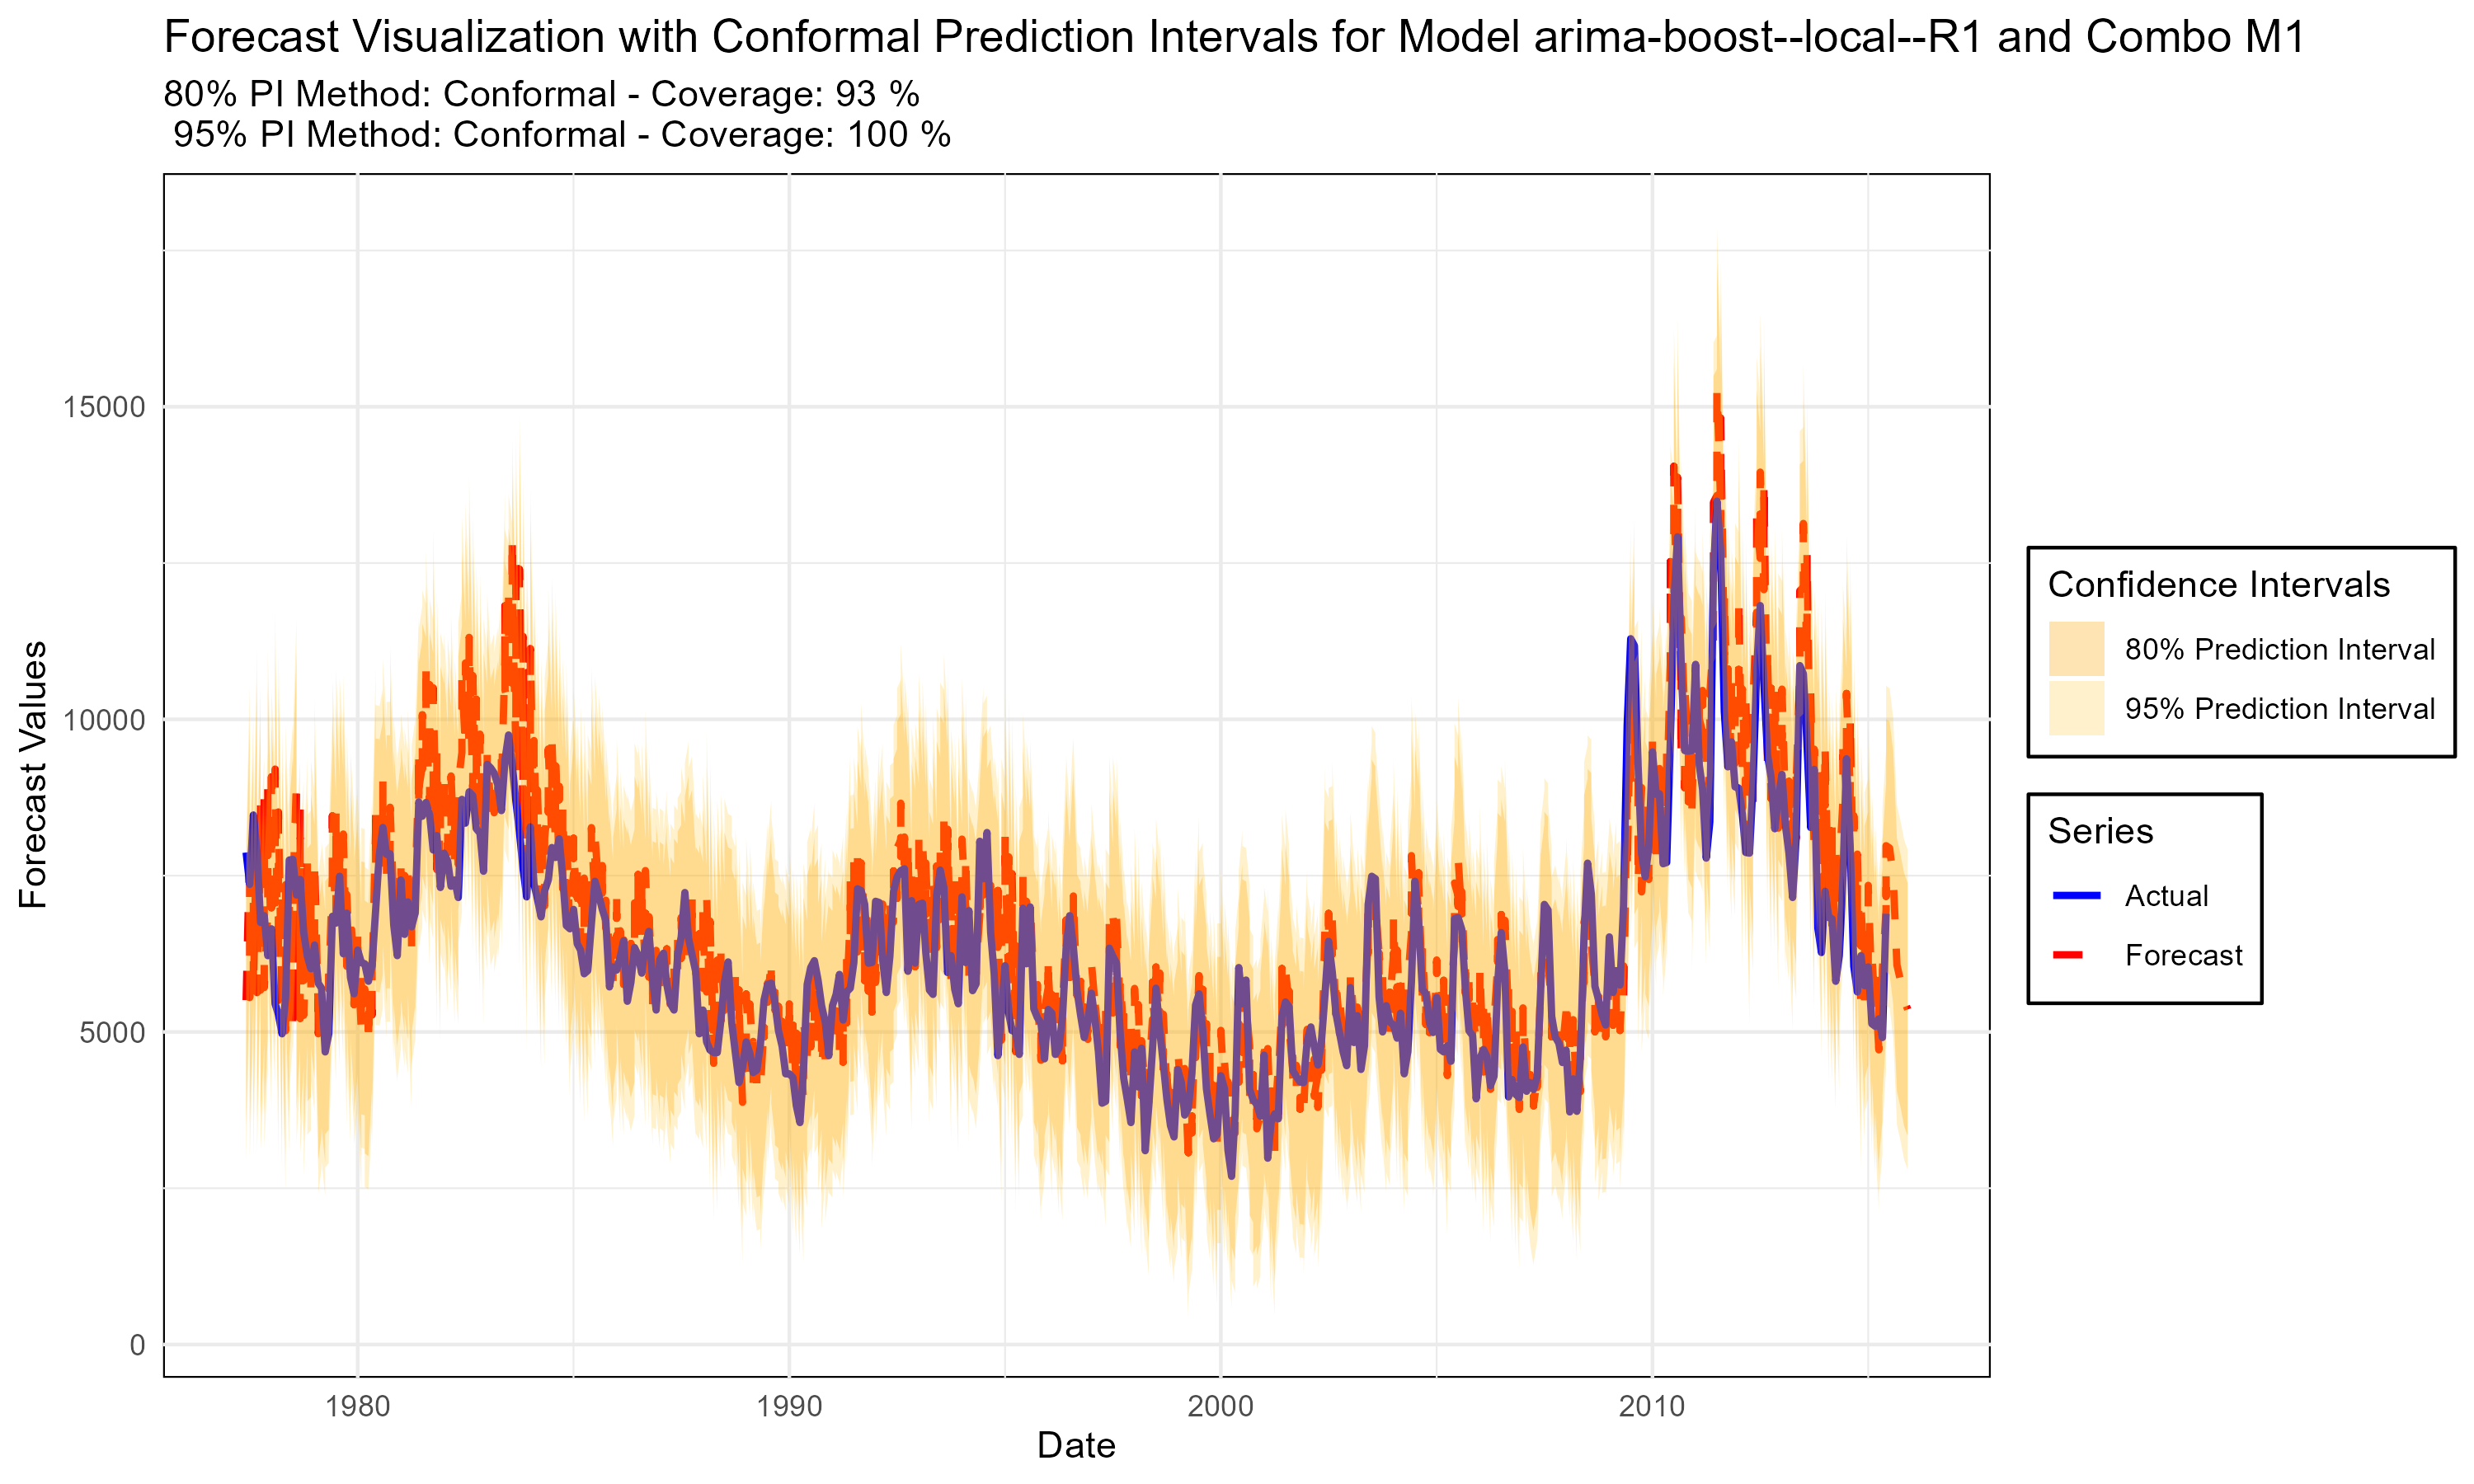 Forecast Visualization with Conformal Prediction Intervals for Model arima-boost--local--R1 and Combo M1
80% PI Method: Conformal - Coverage: 93 %
95% PI Method: Conformal - Coverage: 100 %
Forecast Values
15000
10000
5000
0
1980
1990
2000
2010
Date
Confidence Intervals
80% Prediction Interval
95% Prediction Interval
Series
Actual
Forecast